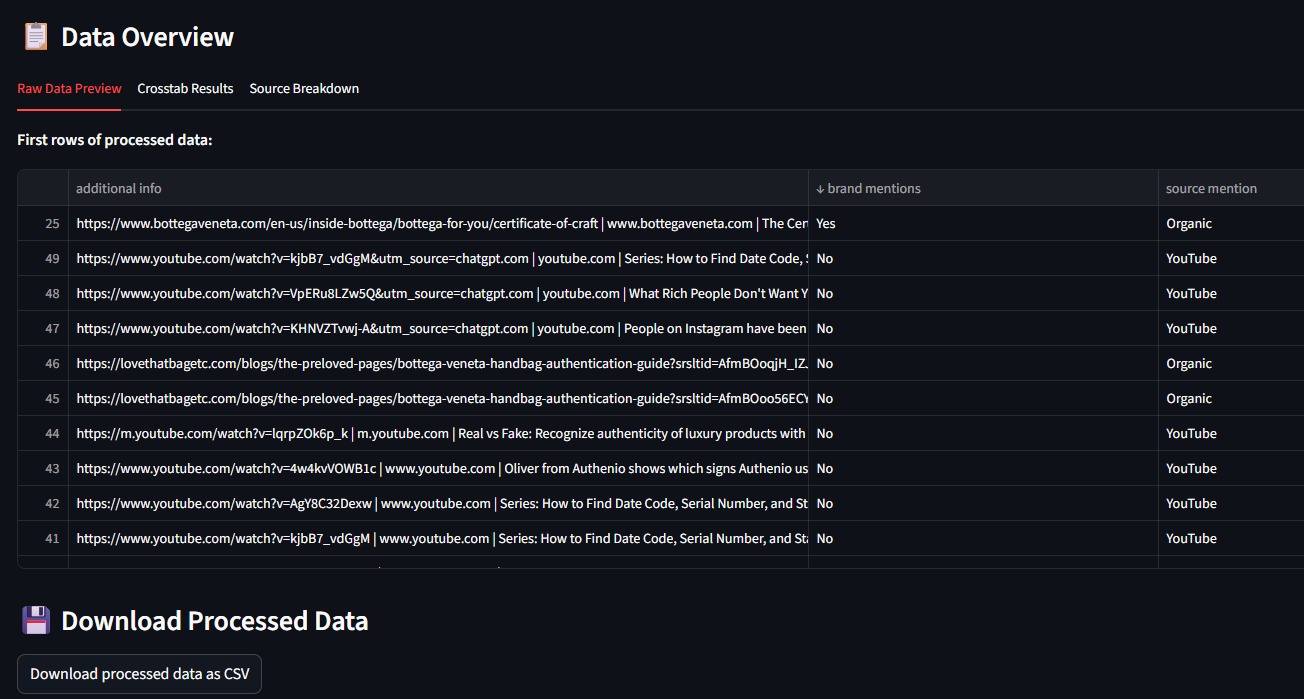 Data Overview
Raw Data Preview Crosstab Results Source Breakdown
First rows of processed data:
additional info ↓ brand mentions source mention
25 https://www.bottegaveneta.com/en-us/inside-bottega/bottega-for-you/certificate-of-craft | www.bottegaveneta.com | The Cer Yes Organic
49 https://www.youtube.com/watch?v=kjbB7_vdGgM&utm_source=chatgpt.com | youtube.com | Series: How to Find Date Code, S No YouTube
48 https://www.youtube.com/watch?v=VpERu8LZw5Q&utm_source=chatgpt.com | youtube.com | What Rich People Don't Want Y No YouTube
47 https://www.youtube.com/watch?v=KHNVZTvwj-A&utm_source=chatgpt.com | youtube.com | People on Instagram have been No YouTube
46 https://lovethatbagetc.com/blogs/the-preloved-pages/bottega-veneta-handbag-authentication-guide?srsltid=AfmBOoqjH_IZ. No Organic
45 https://lovethatbagetc.com/blogs/the-preloved-pages/bottega-veneta-handbag-authentication-guide?srsltid=AfmBOoo56ECY No Organic
44 https://m.youtube.com/watch?v=lqrpZOk6p_k | m.youtube.com | Real vs Fake: Recognize authenticity of luxury products with No YouTube
43 https://www.youtube.com/watch?v=4w4kvVOWB1c | www.youtube.com | Oliver from Authenio shows which signs Authenio us No YouTube
42 https://www.youtube.com/watch?v=AgY8C32Dexw | www.youtube.com | Series: How to Find Date Code, Serial Number, and St No YouTube
41 https://www.youtube.com/watch?v=kjbB7_vdGgM | www.youtube.com | Series: How to Find Date Code, Serial Number, and Sta No YouTube
Download Processed Data
Download processed data as CSV